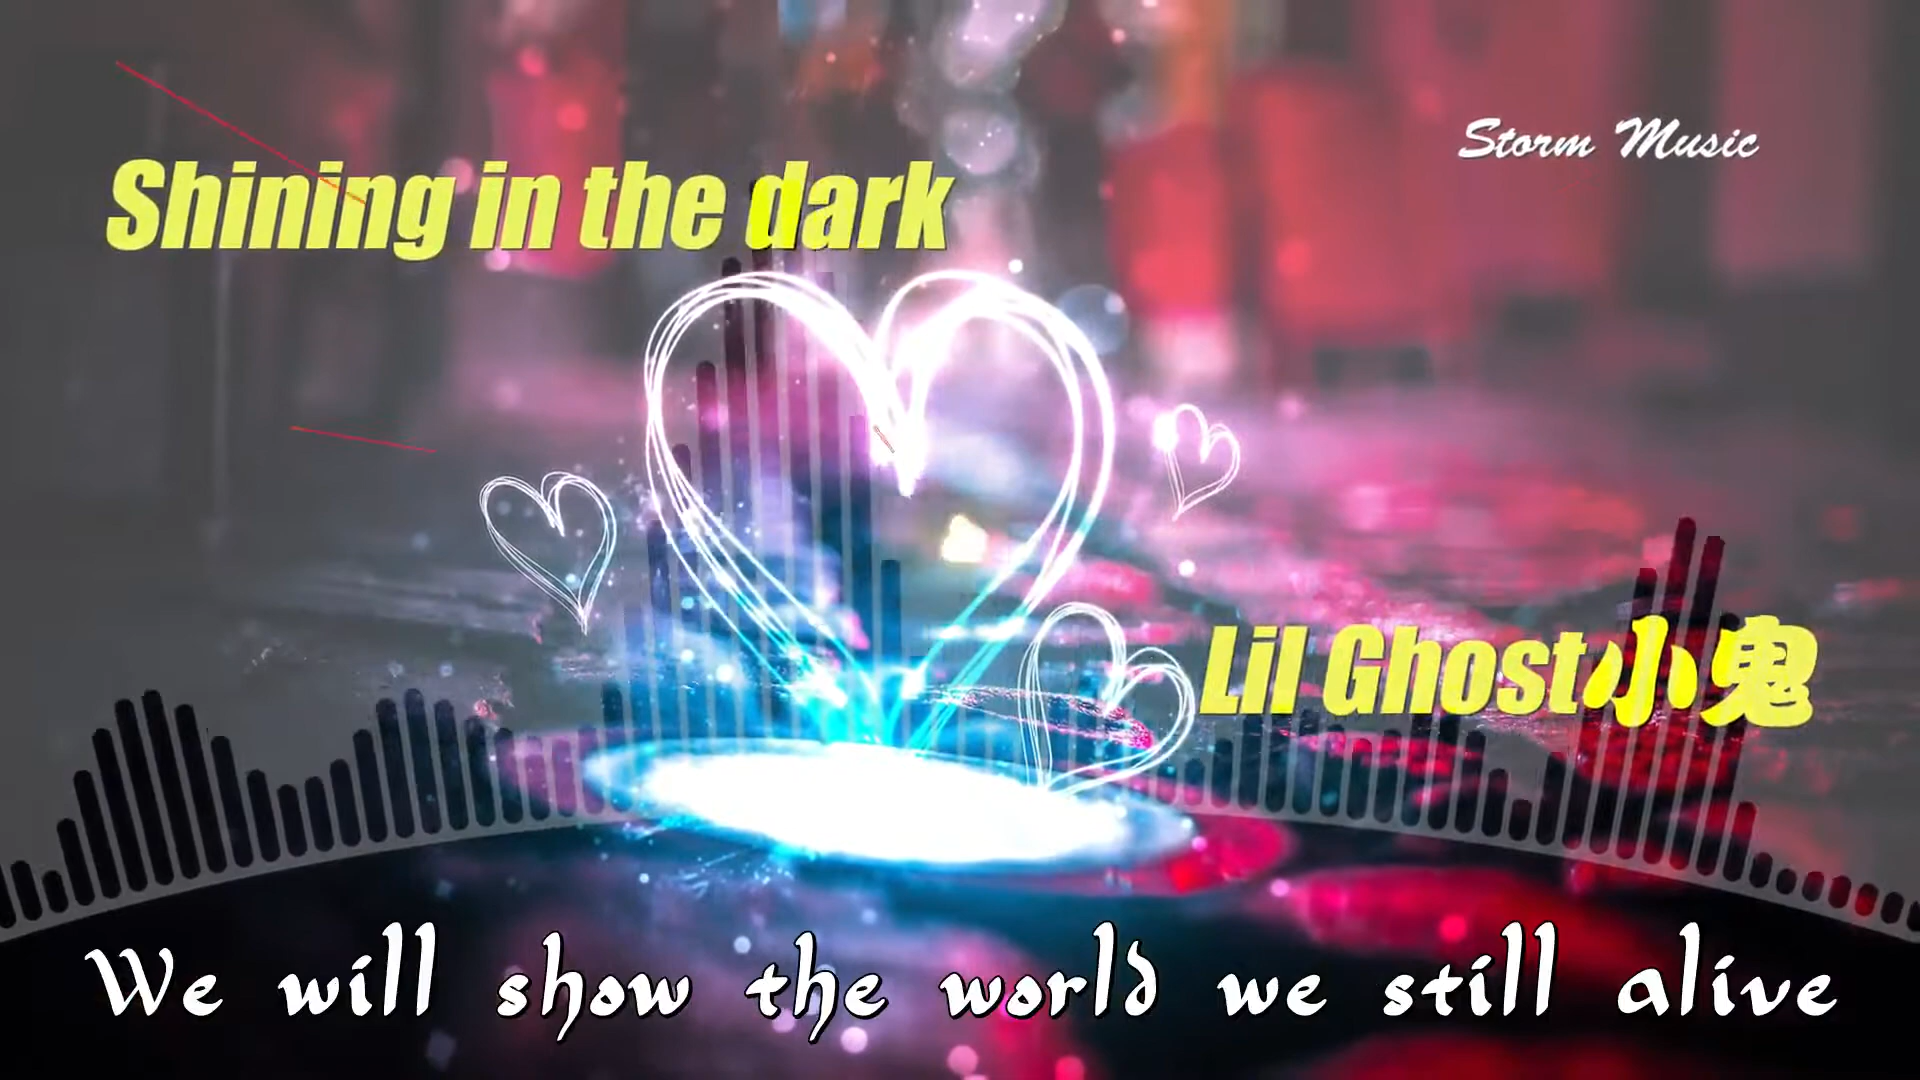 Storm Music
Shining in the dark
Lil Ghost小鬼
We will show the world we still alive